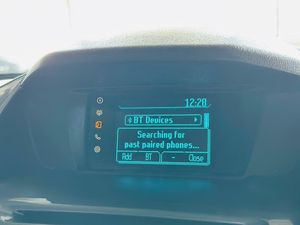 12:28
BT Devices
Searching for
past paired phones...
Add BT - Close